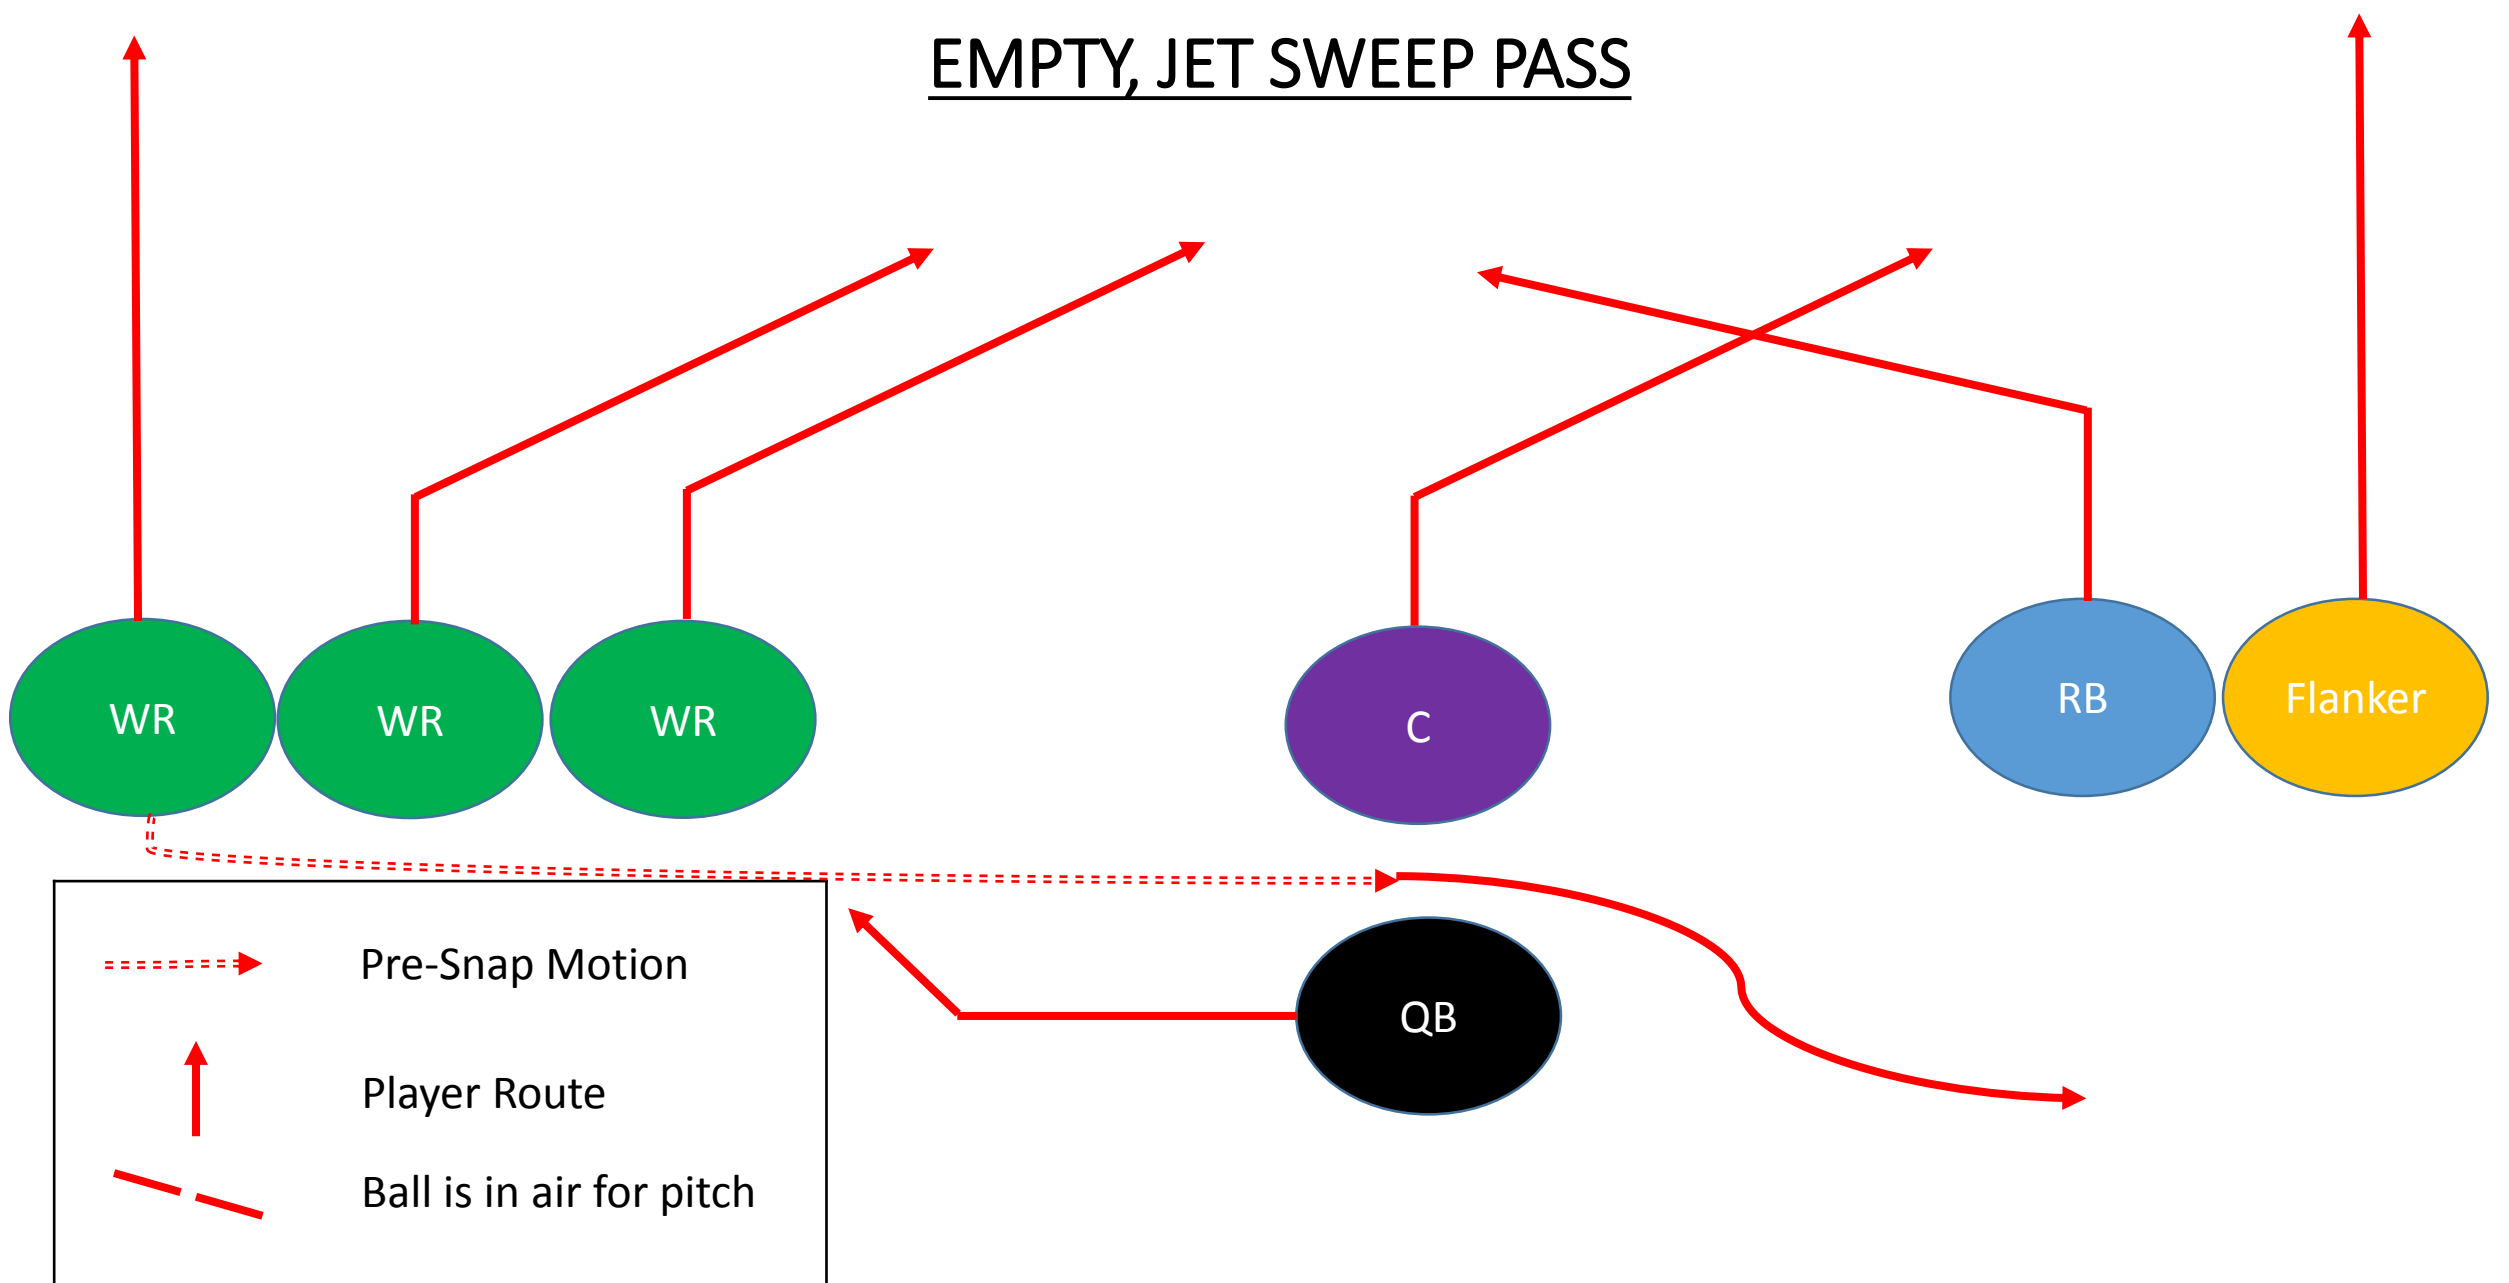 EMPTY, JET SWEEP PASS
WR
WR
WR
C
RB
Flanker
QB
Pre-Snap Motion
Player Route
Ball is in air for pitch